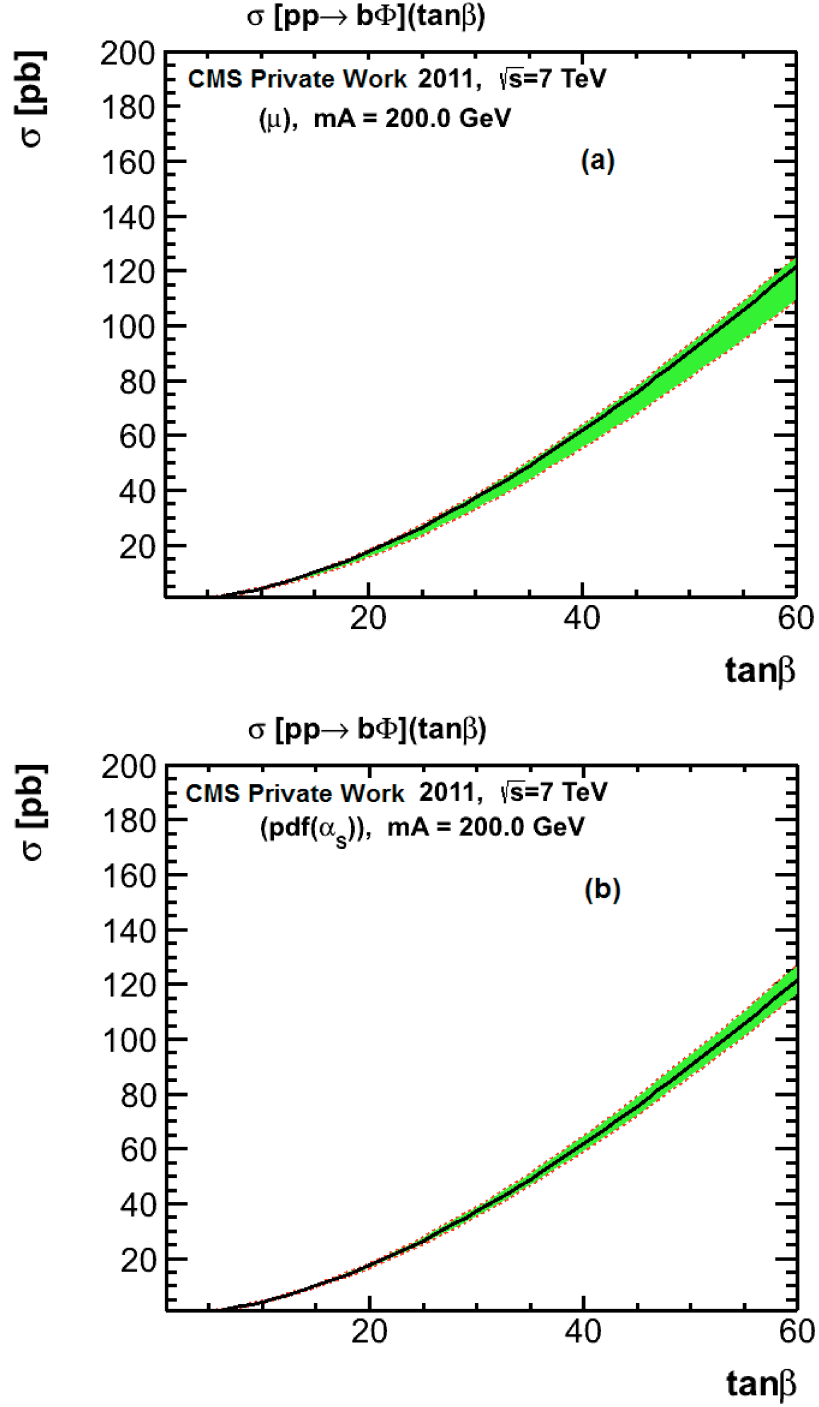 σ [pp→ bΦ](tanβ)
σ [pb]
200
CMS Private Work 2011, √s=7 TeV
180
(μ), mA = 200.0 GeV
160
(a)
140
120
100
80
60
40
20
20 40 60
tanβ
σ [pp→ bΦ](tanβ)
σ [pb]
200
CMS Private Work 2011, √s=7 TeV
180
(pdf(α_s)), mA = 200.0 GeV
160
(b)
140
120
100
80
60
40
20
20 40 60
tanβ